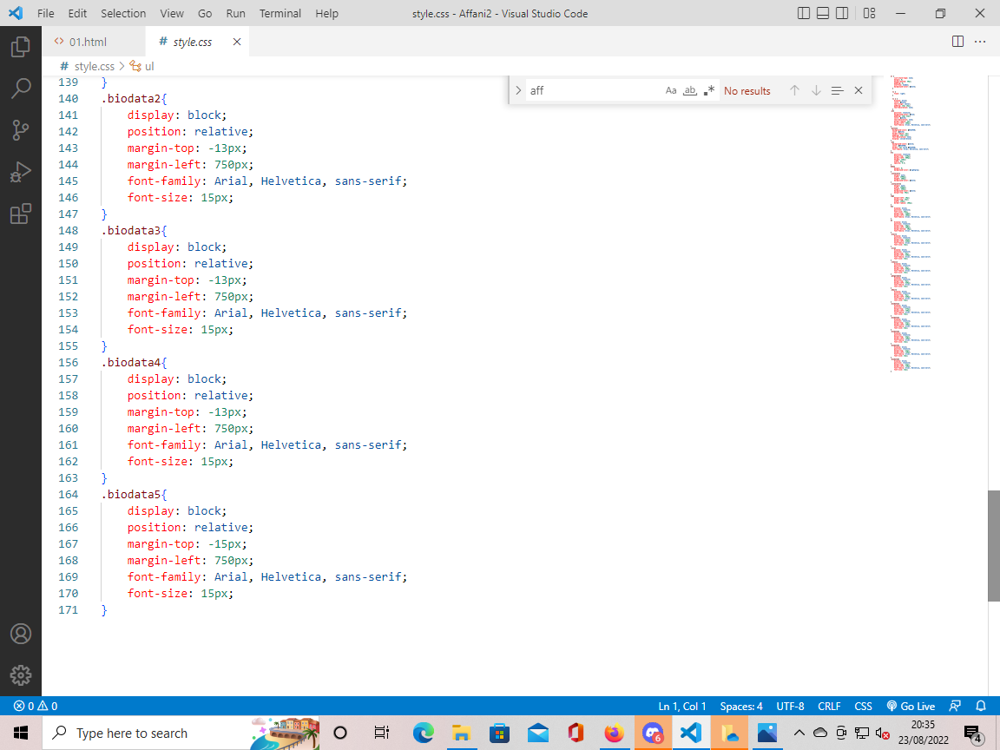 File Edit Selection View Go Run Terminal Help style.css - Affani2 - Visual Studio Code
<> 01.html # style.css
# style.css > ul
aff Aa ab .* No results
139 }
140 .biodata2{
141 display: block;
142 position: relative;
143 margin-top: -13px;
144 margin-left: 750px;
145 font-family: Arial, Helvetica, sans-serif;
146 font-size: 15px;
147 }
148 .biodata3{
149 display: block;
150 position: relative;
151 margin-top: -13px;
152 margin-left: 750px;
153 font-family: Arial, Helvetica, sans-serif;
154 font-size: 15px;
155 }
156 .biodata4{
157 display: block;
158 position: relative;
159 margin-top: -13px;
160 margin-left: 750px;
161 font-family: Arial, Helvetica, sans-serif;
162 font-size: 15px;
163 }
164 .biodata5{
165 display: block;
166 position: relative;
167 margin-top: -15px;
168 margin-left: 750px;
169 font-family: Arial, Helvetica, sans-serif;
170 font-size: 15px;
171 }
0 0 Ln 1, Col 1 Spaces: 4 UTF-8 CRLF CSS Go Live
Type here to search 6 20:35
23/08/2022 4